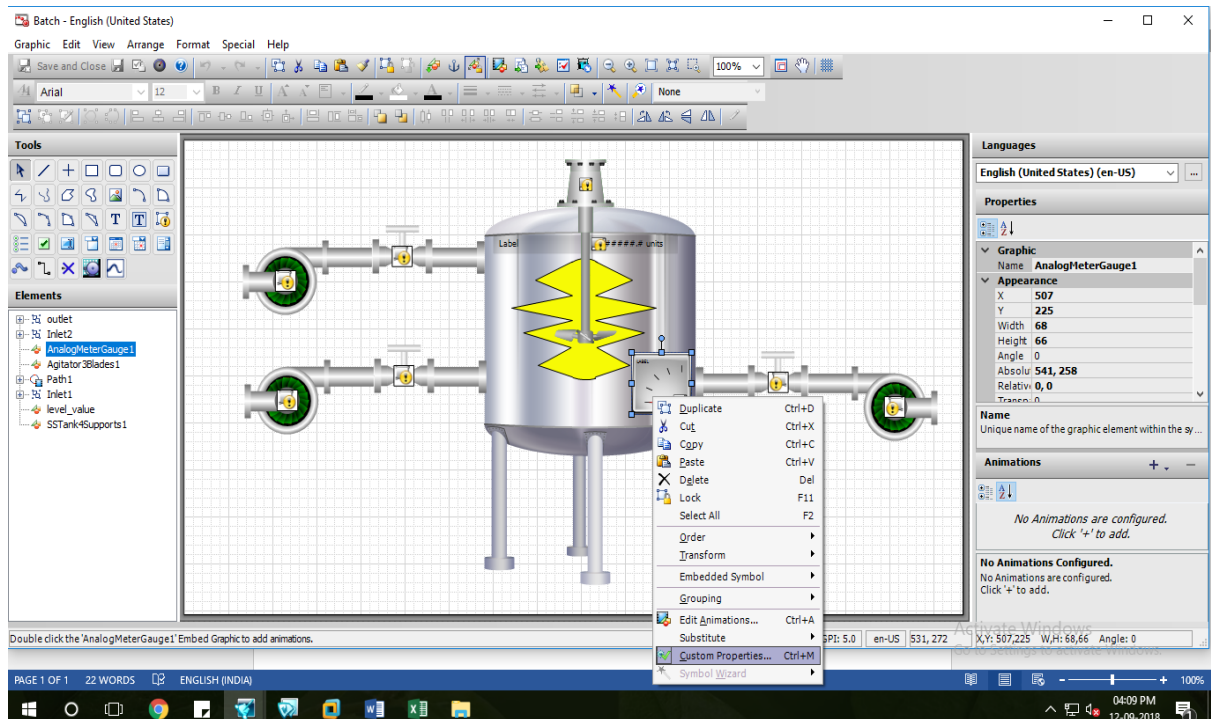 Batch - English (United States)
Graphic Edit View Arrange Format Special Help
Save and Close
100%
Arial 12 B I U None
Tools
Languages
English (United States) (en-US) ...
Properties
Graphic
Name AnalogMeterGauge1
Appearance
X 507
Y 225
Width 68
Height 66
Angle 0
Absolu 541, 258
Relativ 0, 0
Transp 0
Name
Unique name of the graphic element within the sy...
Animations
No Animations are configured.
Click '+' to add.
No Animations Configured.
No Animations are configured.
Click '+' to add.
Elements
outlet
Inlet2
AnalogMeterGauge1
Agitator3Blades1
Path1
Inlet1
level_value
SSTank4Supports1
Label #####.# units
Duplicate Ctrl+D
Cut Ctrl+X
Copy Ctrl+C
Paste Ctrl+V
Delete Del
Lock F11
Select All F2
Order
Transform
Embedded Symbol
Grouping
Edit Animations... Ctrl+A
Substitute
Custom Properties... Ctrl+M
Symbol Wizard
Double click the 'AnalogMeterGauge1' Embed Graphic to add animations.
SPI: 5.0 en-US 531, 272 X,Y: 507,225 W,H: 68,66 Angle: 0
Activate Windows
Go to Settings to activate Windows.
PAGE 1 OF 1 22 WORDS ENGLISH (INDIA) 100%
04:09 PM
12-09-2018